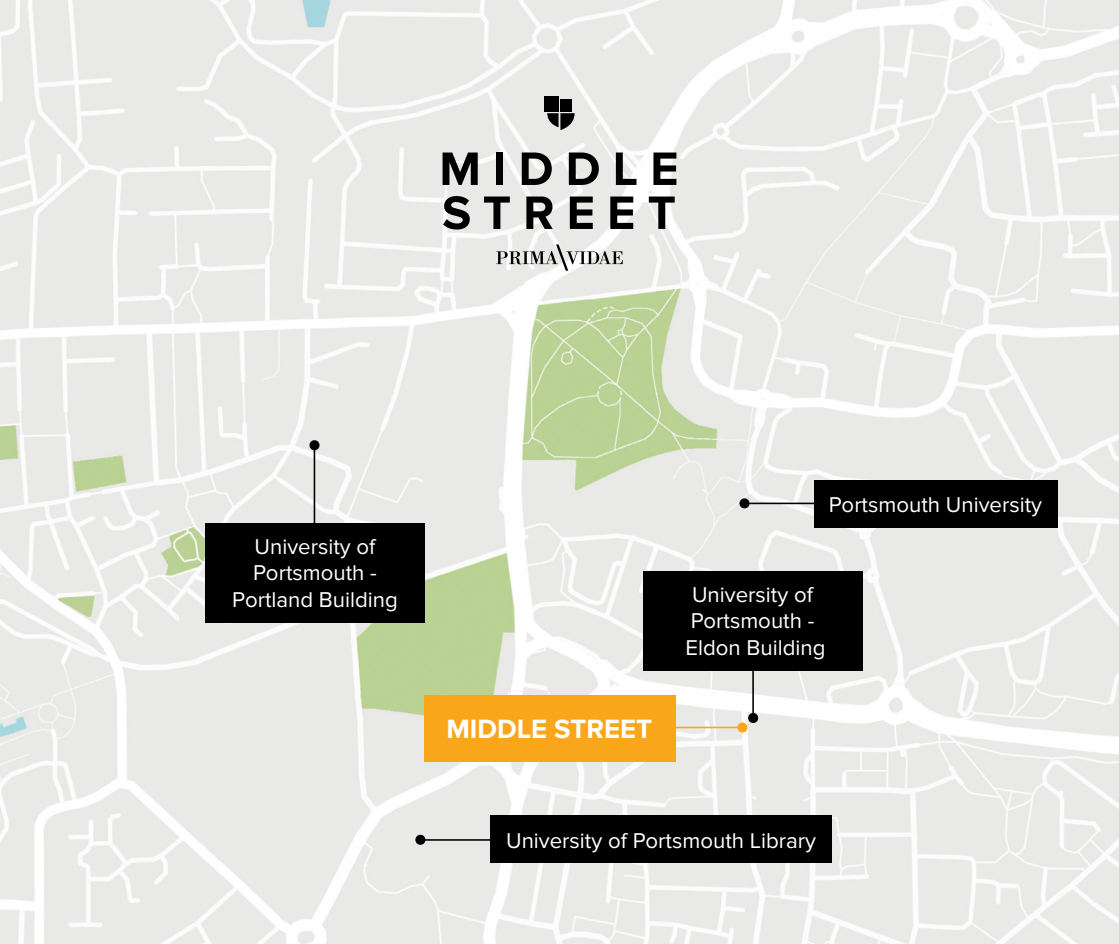 MIDDLE
STREET
PRIMA\VIDAE
Portsmouth University
University of
Portsmouth -
Portland Building
University of
Portsmouth -
Eldon Building
MIDDLE STREET
University of Portsmouth Library